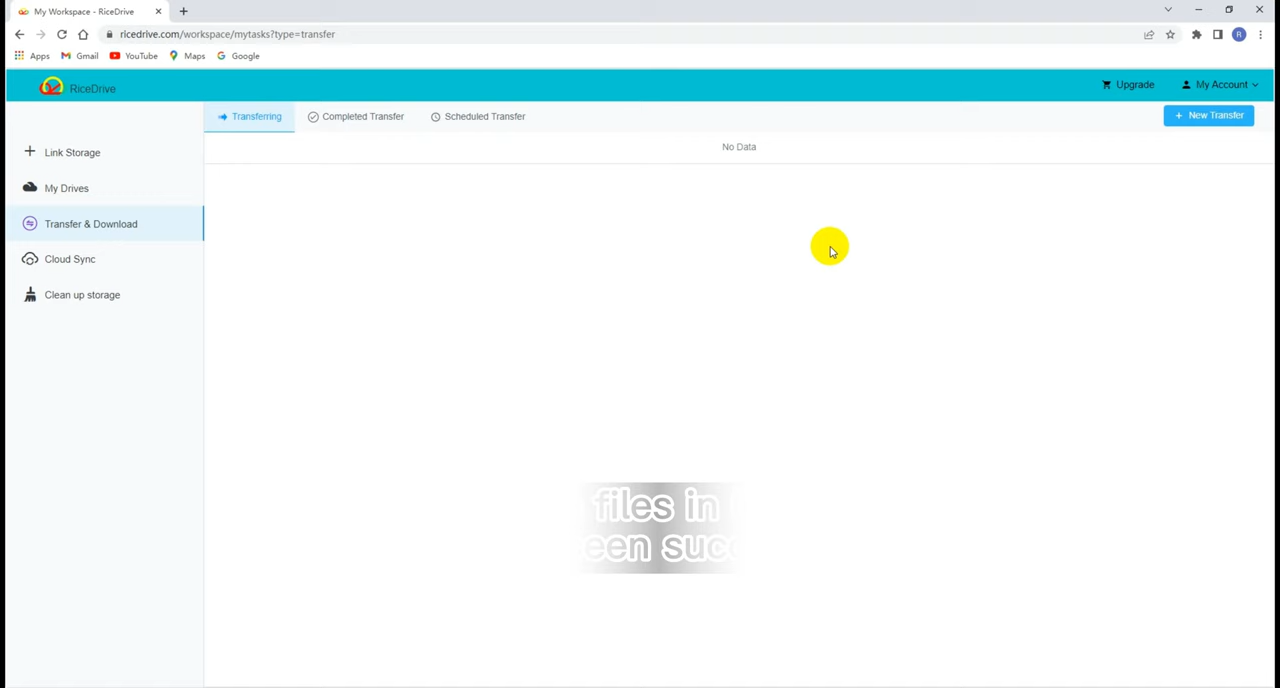 My Workspace - RiceDrive
ricedrive.com/workspace/mytasks?type=transfer
Apps Gmail YouTube Maps Google
RiceDrive Upgrade My Account
Transferring Completed Transfer Scheduled Transfer + New Transfer
No Data
Link Storage
My Drives
Transfer & Download
Cloud Sync
Clean up storage
files in